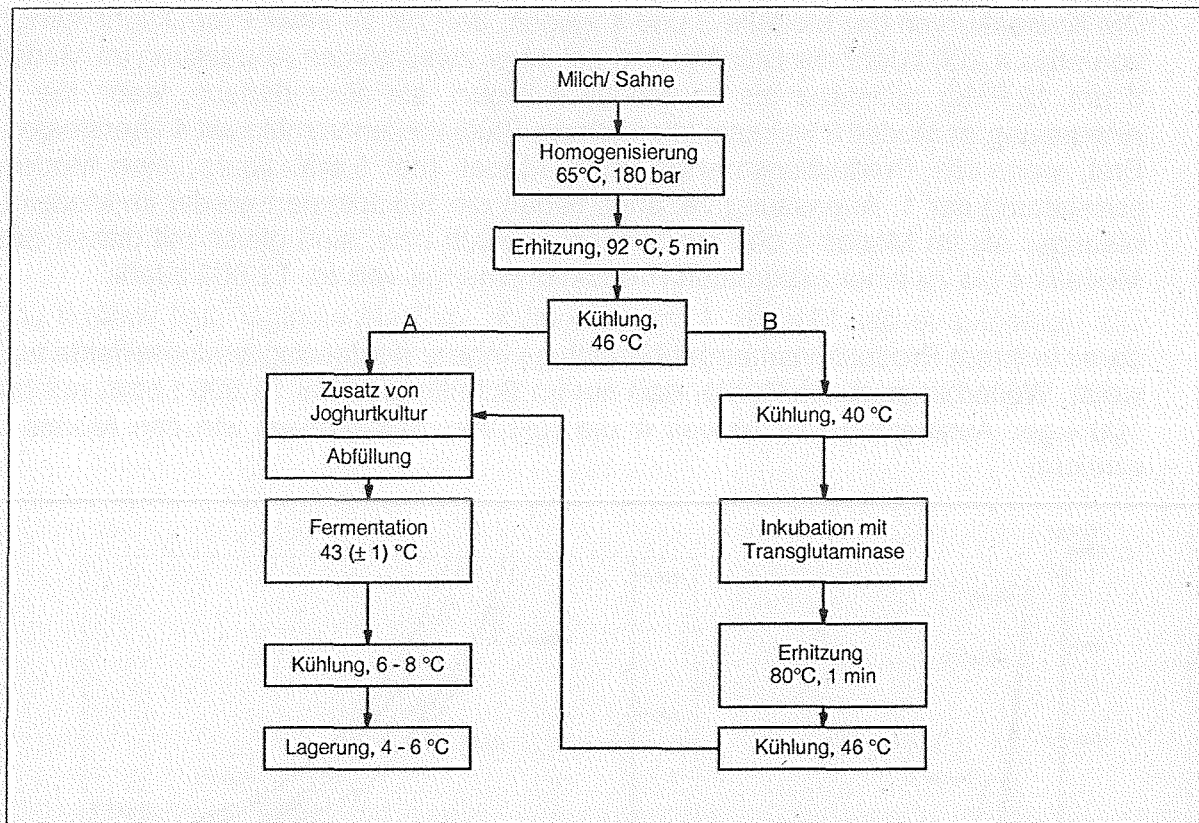 Milch/ Sahne
Homogenisierung
65°C, 180 bar
Erhitzung, 92 °C, 5 min
Kühlung,
46 °C
A
B
Zusatz von
Joghurtkultur
Abfüllung
Fermentation
43 (± 1) °C
Kühlung, 6 - 8 °C
Lagerung, 4 - 6 °C
Kühlung, 40 °C
Inkubation mit
Transglutaminase
Erhitzung
80°C, 1 min
Kühlung, 46 °C